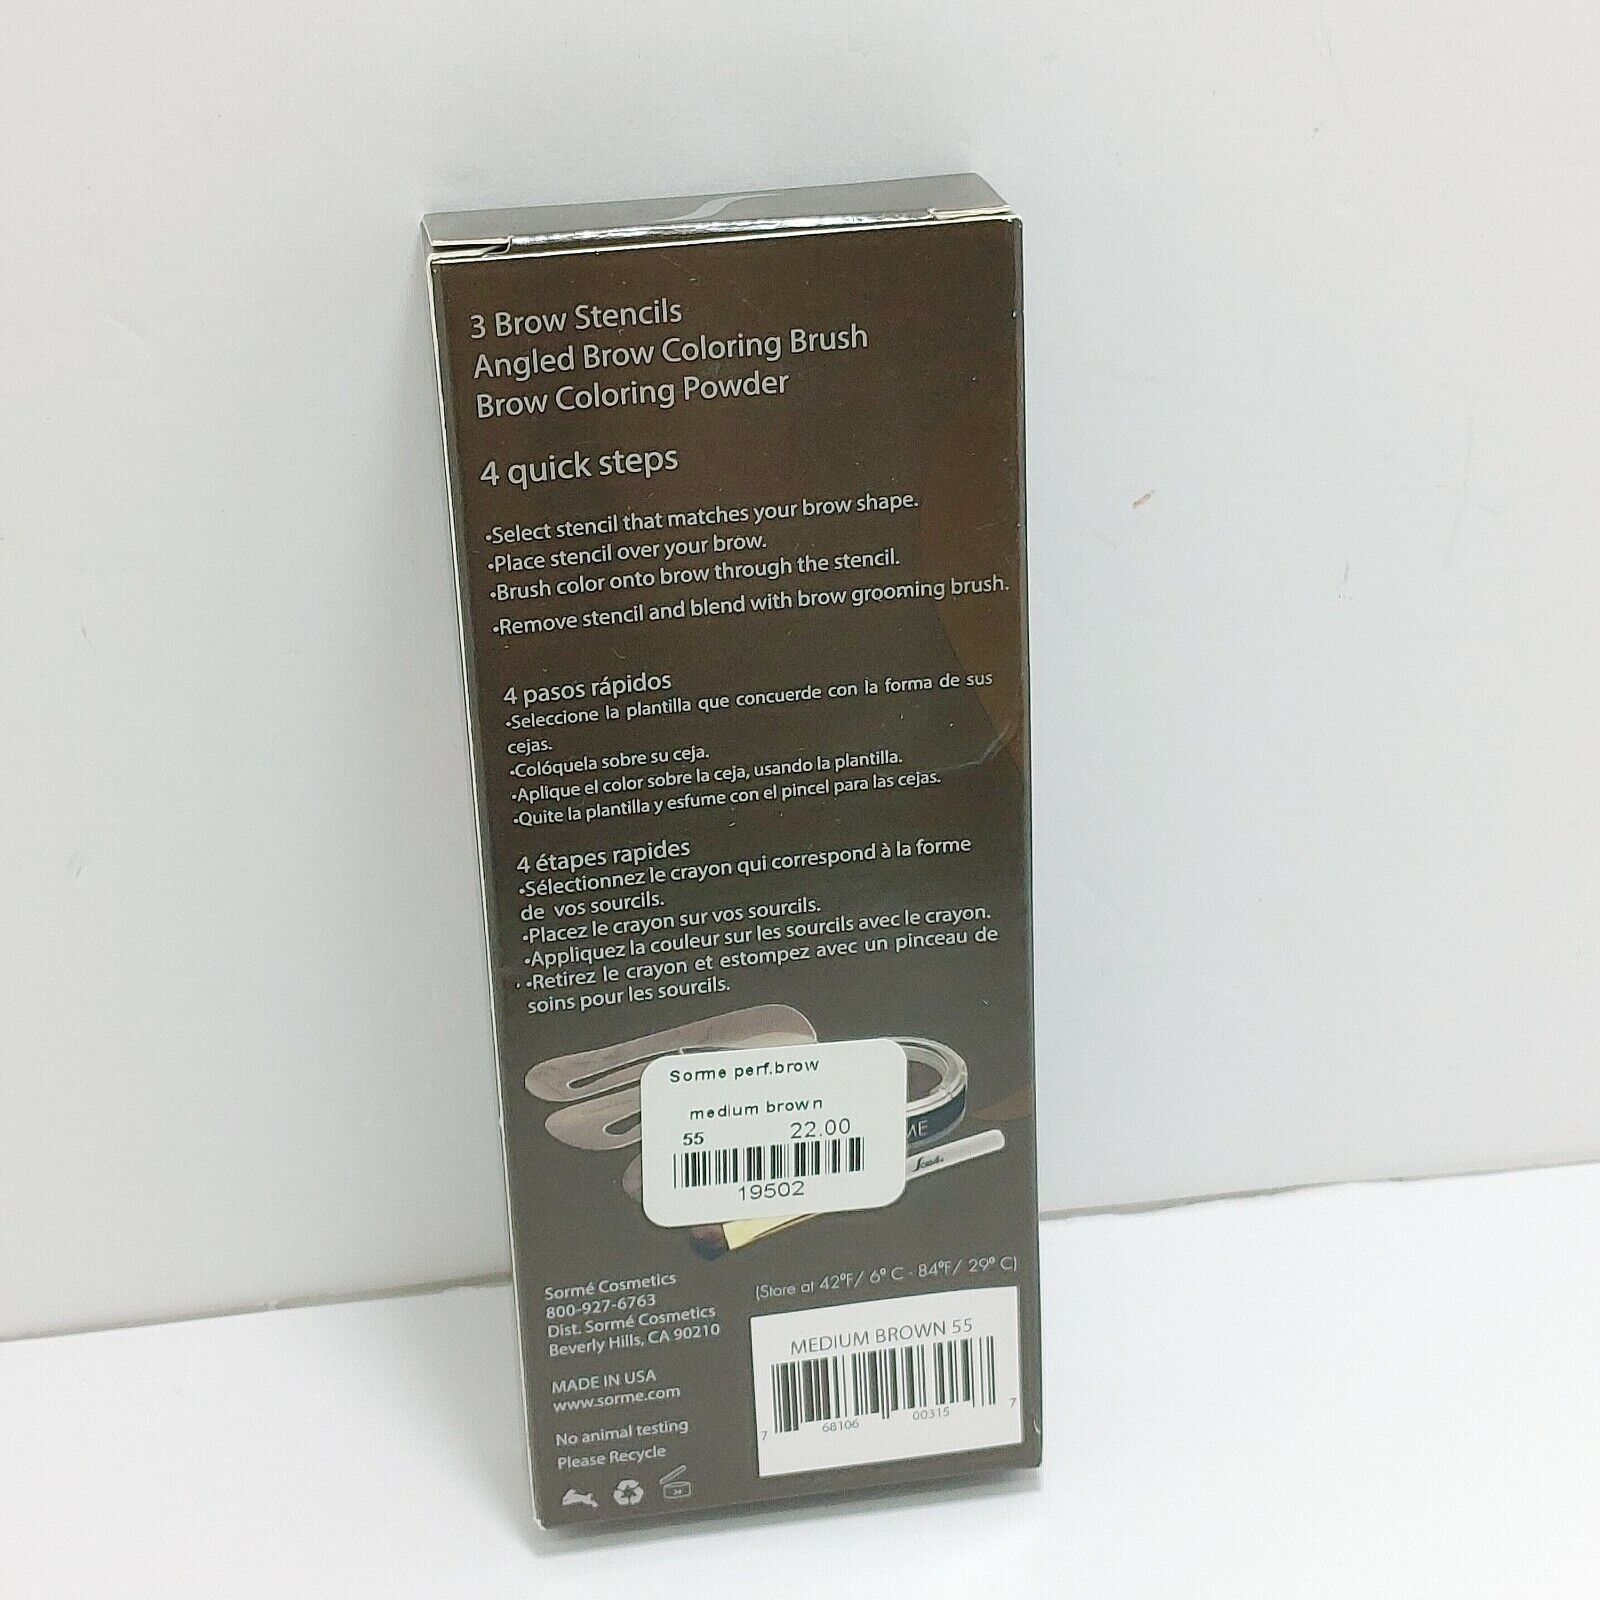 3 Brow Stencils
Angled Brow Coloring Brush
Brow Coloring Powder
4 quick steps
•Select stencil that matches your brow shape.
•Place stencil over your brow.
•Brush color onto brow through the stencil.
•Remove stencil and blend with brow grooming brush.
4 pasos rápidos
•Seleccione la plantilla que concuerde con la forma de sus
cejas.
•Colóquela sobre su ceja.
•Aplique el color sobre la ceja, usando la plantilla.
•Quite la plantilla y esfume con el pincel para las cejas.
4 étapes rapides
•Sélectionnez le crayon qui correspond à la forme
de vos sourcils.
•Placez le crayon sur vos sourcils.
•Appliquez la couleur sur les sourcils avec le crayon.
•Retirez le crayon et estompez avec un pinceau de
soins pour les sourcils.
Sorme perf.brow
medium brown
55 22.00
19502
ME
Sormé Cosmetics
800-927-6763
Dist. Sormé Cosmetics
Beverly Hills, CA 90210
MADE IN USA
www.sorme.com
No animal testing
Please Recycle
(Store at 42°F/ 6° C - 84°F/ 29° C)
MEDIUM BROWN 55
7 68106 00315 7